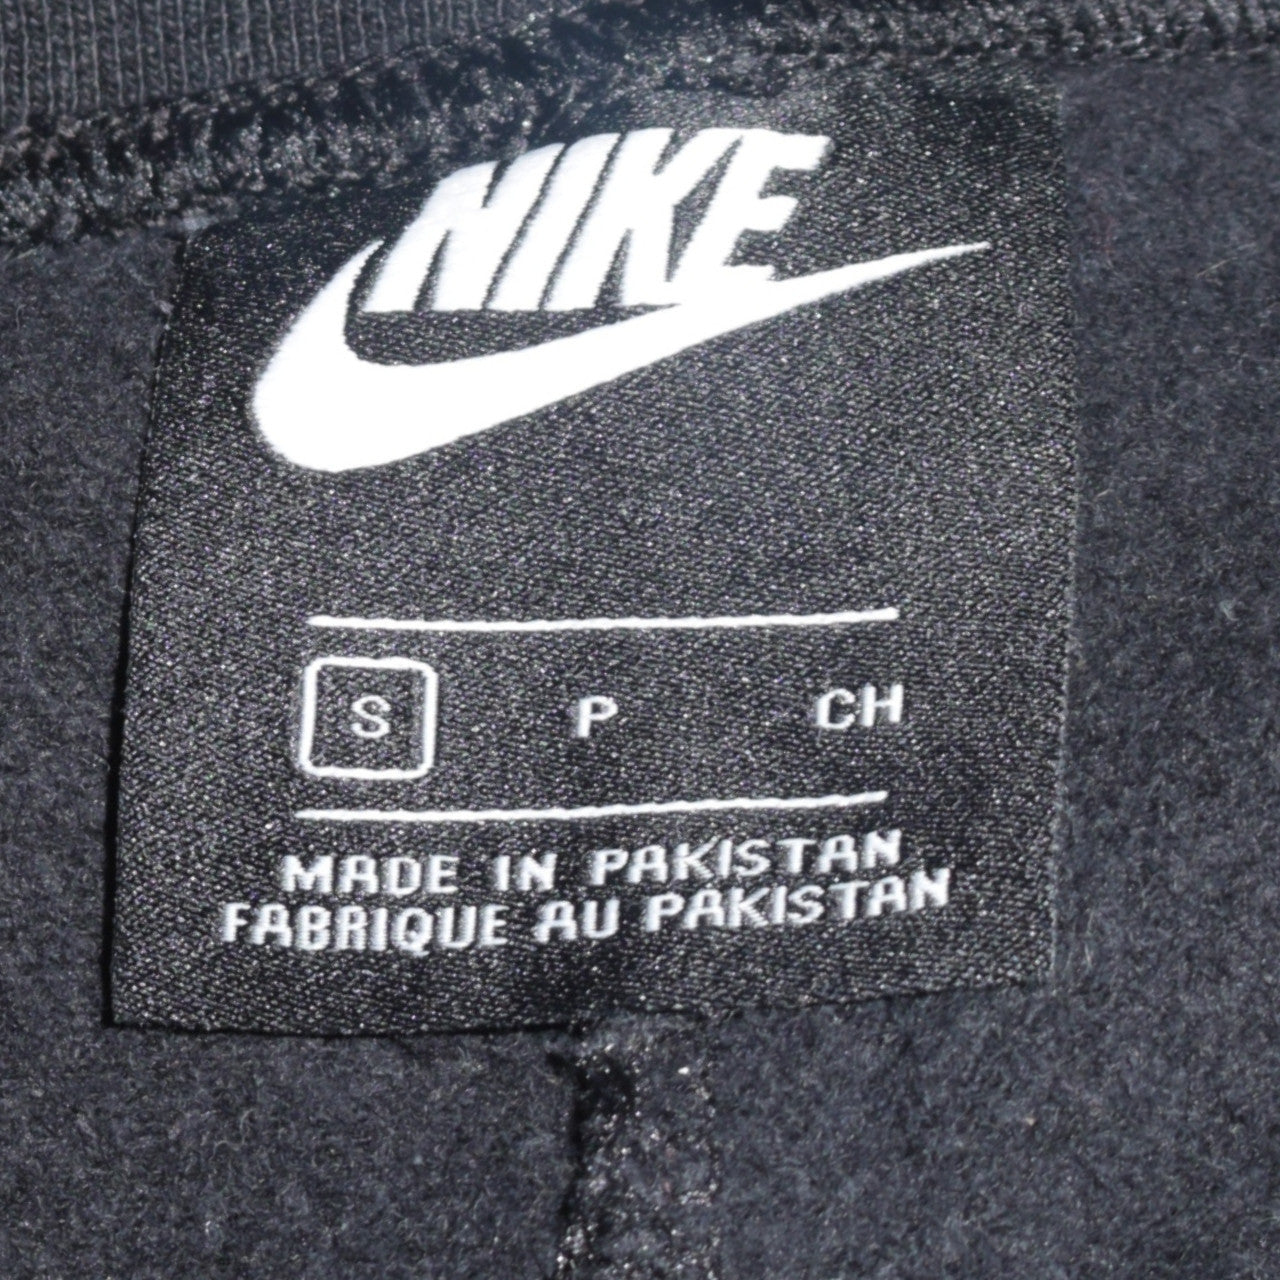 NIKE
S P CH
MADE IN PAKISTAN
FABRIQUE AU PAKISTAN